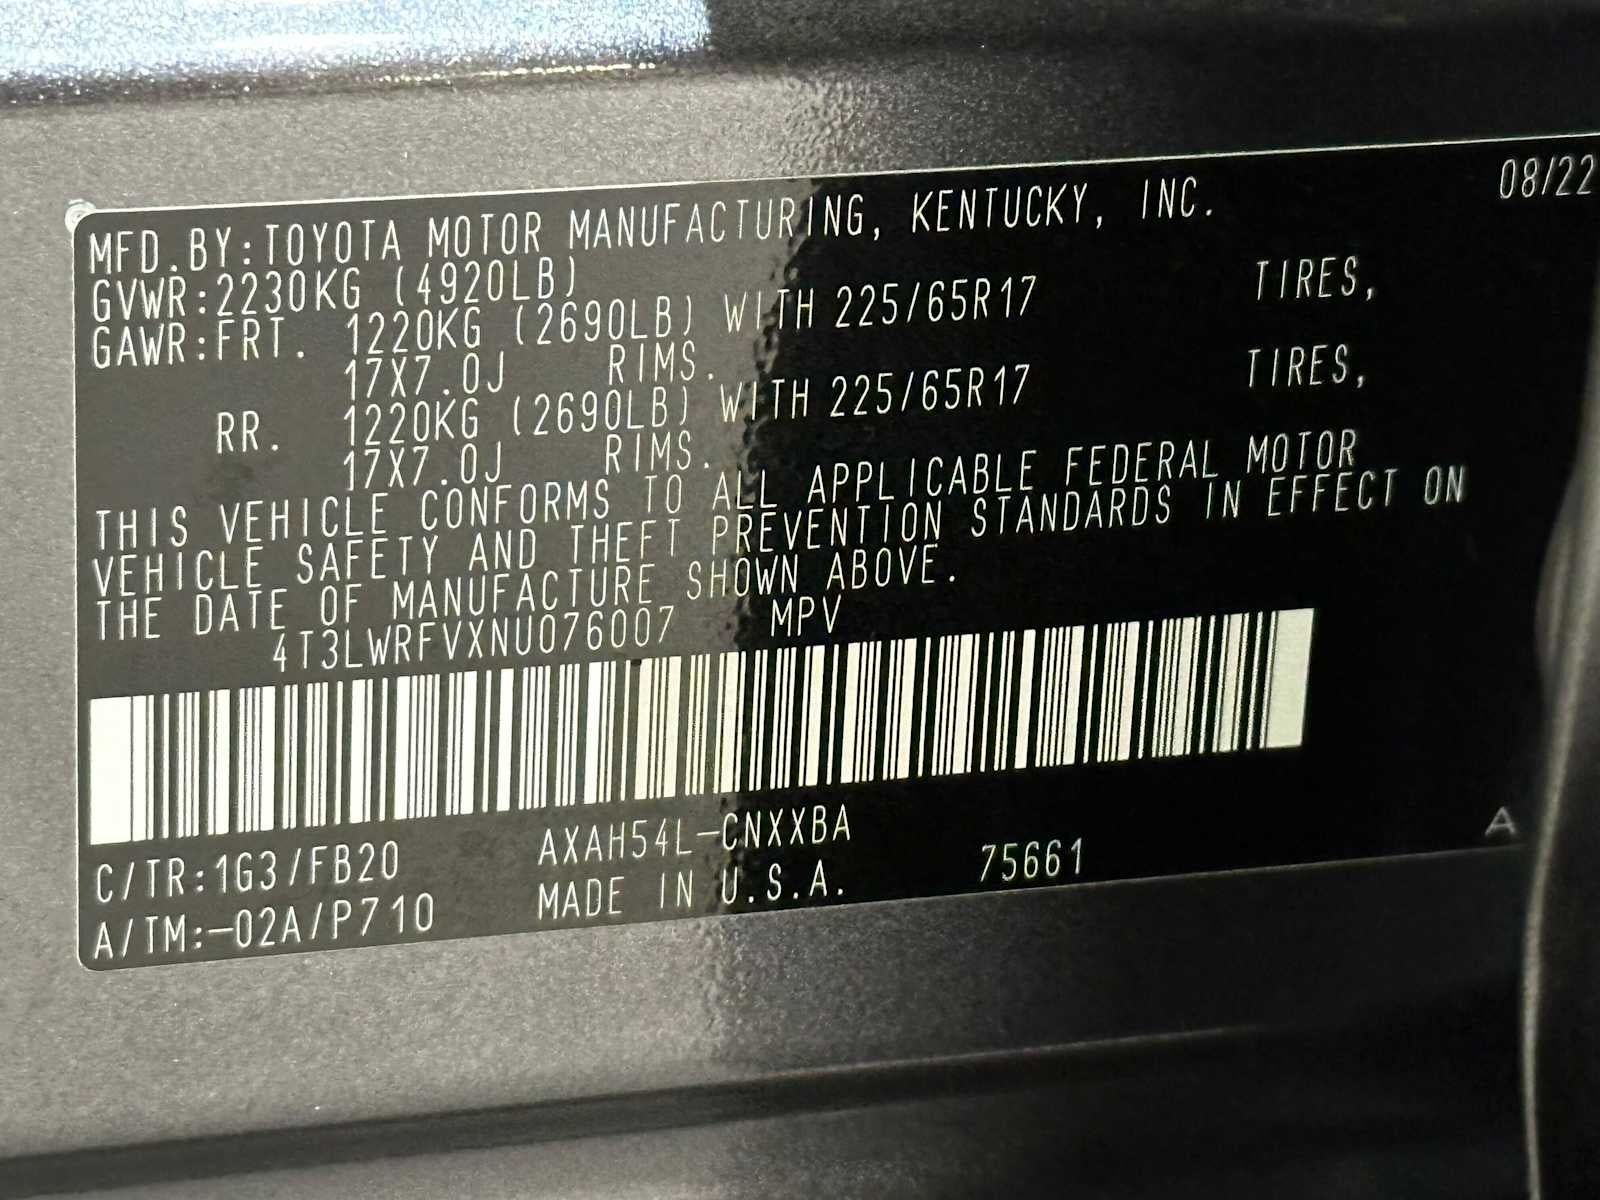 08/22
MFD.BY:TOYOTA MOTOR MANUFACTURING, KENTUCKY, INC.
GVWR:2230KG (4920LB)
GAWR:FRT. 1220KG (2690LB) WITH 225/65R17 TIRES,
17X7.0J RIMS.
RR. 1220KG (2690LB) WITH 225/65R17 TIRES,
17X7.0J RIMS.
THIS VEHICLE CONFORMS TO ALL APPLICABLE FEDERAL MOTOR
VEHICLE SAFETY AND THEFT PREVENTION STANDARDS IN EFFECT ON
THE DATE OF MANUFACTURE SHOWN ABOVE.
4T3LWRFVXNU076007 MPV
C/TR:1G3/FB20 AXAH54L-CNXXBA A
A/TM:-02A/P710 MADE IN U.S.A. 75661